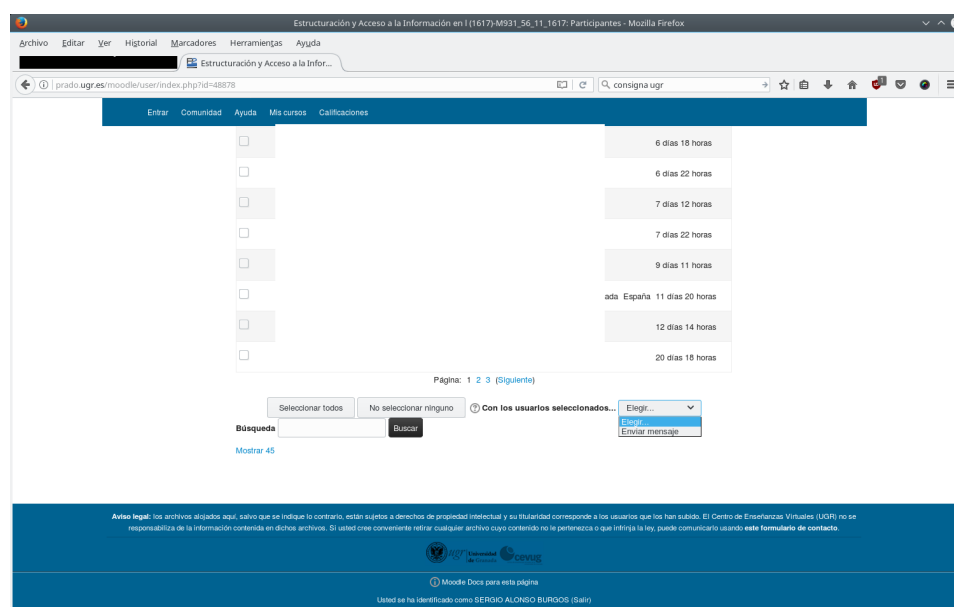 Estructuración y Acceso a la Información en l (1617)-M931_56_11_1617: Participantes - Mozilla Firefox
Archivo Editar Ver Historial Marcadores Herramientas Ayuda
Estructuración y Acceso a la Infor...
prado.ugr.es/moodle/user/index.php?id=48878
consigna ugr
Entrar Comunidad Ayuda Mis cursos Calificaciones
6 días 18 horas
6 días 22 horas
7 días 12 horas
7 días 22 horas
9 días 11 horas
ada España 11 días 20 horas
12 días 14 horas
20 días 18 horas
Página: 1 2 3 (Siguiente)
Seleccionar todos No seleccionar ninguno Con los usuarios seleccionados... Elegir...
Elegir...
Búsqueda Buscar
Enviar mensaje
Mostrar 45
Aviso legal: los archivos alojados aquí, salvo que se indique lo contrario, están sujetos a derechos de propiedad intelectual y su titularidad corresponde a los usuarios que los han subido. El Centro de Enseñanzas Virtuales (UGR) no se
responsabiliza de la información contenida en dichos archivos. Si usted cree conveniente retirar cualquier archivo cuyo contenido no le pertenezca o que infrinja la ley, puede comunicarlo usando este formulario de contacto.
ugr Universidad de Granada cevug
Moodle Docs para esta página
Usted se ha identificado como SERGIO ALONSO BURGOS (Salir)